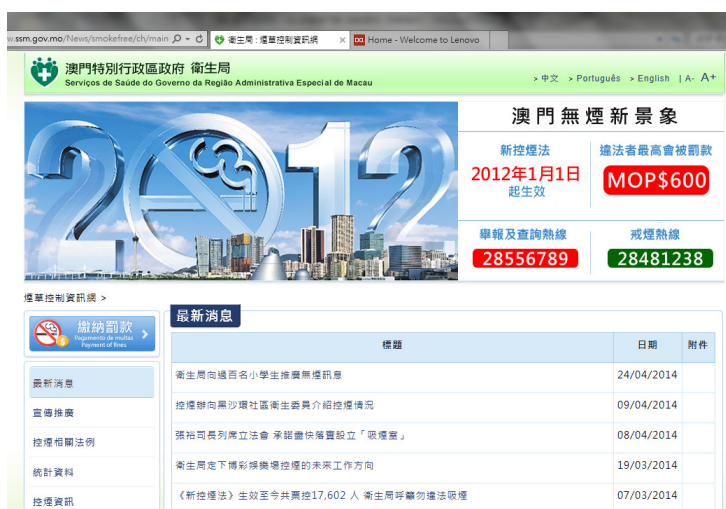 w.ssm.gov.mo/News/smokefree/ch/main
衛生局 : 煙草控制資訊網
Home - Welcome to Lenovo
澳門特別行政區政府 衛生局
Serviços de Saúde do Governo da Região Administrativa Especial de Macau
> 中文 > Português > English | A- A+
2012
澳門無煙新景象
新控煙法
2012年1月1日
起生效
違法者最高會被罰款
MOP$600
舉報及查詢熱線
28556789
戒煙熱線
28481238
煙草控制資訊網 >
繳納罰款
Pagamento de multas
Payment of fines
最新消息
宣傳推廣
控煙相關法例
統計資料
控煙資訊
最新消息
標題 日期 附件
衛生局向過百名小學生推廣無煙訊息 24/04/2014
控煙辦向黑沙環社區衛生委員介紹控煙情況 09/04/2014
張裕司長列席立法會 承諾盡快落實設立「吸煙室」 08/04/2014
衛生局定下博彩娛樂場控煙的未來工作方向 19/03/2014
《新控煙法》生效至今共票控17,602 人 衛生局呼籲勿違法吸煙 07/03/2014